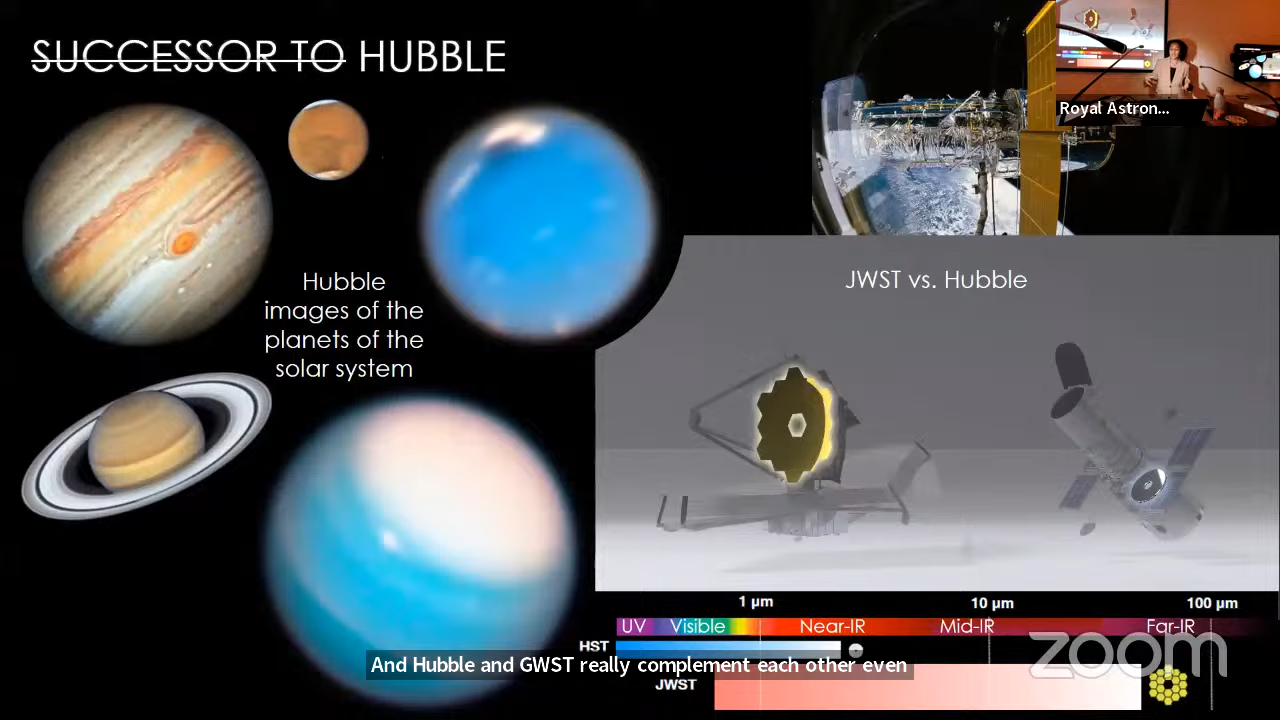 SUCCESSOR TO HUBBLE
Royal Astron...
Hubble
images of the
planets of the
solar system
JWST vs. Hubble
1 µm 10 µm 100 µm
UV Visible Near-IR Mid-IR Far-IR
HST
And Hubble and GWST really complement each other even
JWST
zoom